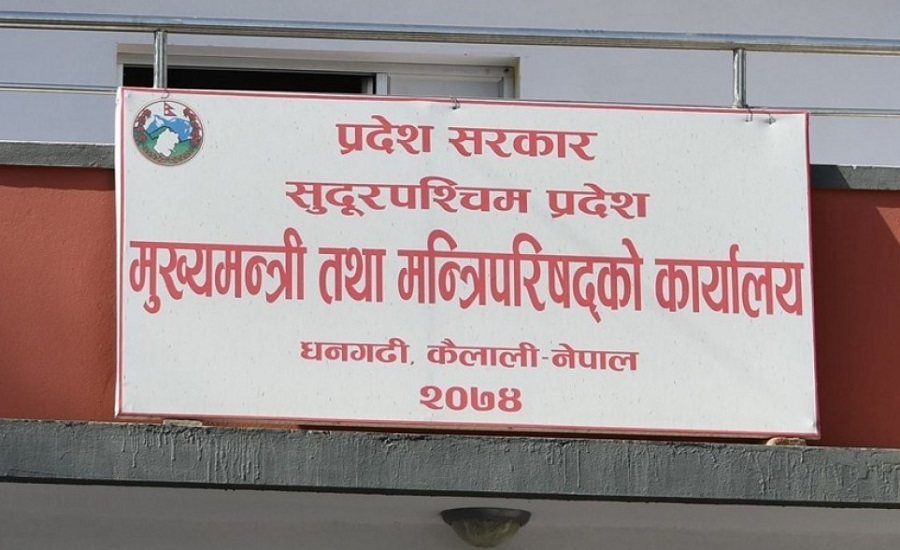 प्रदेश सरकार
सुदूरपश्चिम प्रदेश
मुख्यमन्त्री तथा मन्त्रिपरिषद्को कार्यालय
धनगढी, कैलाली-नेपाल
२०७४